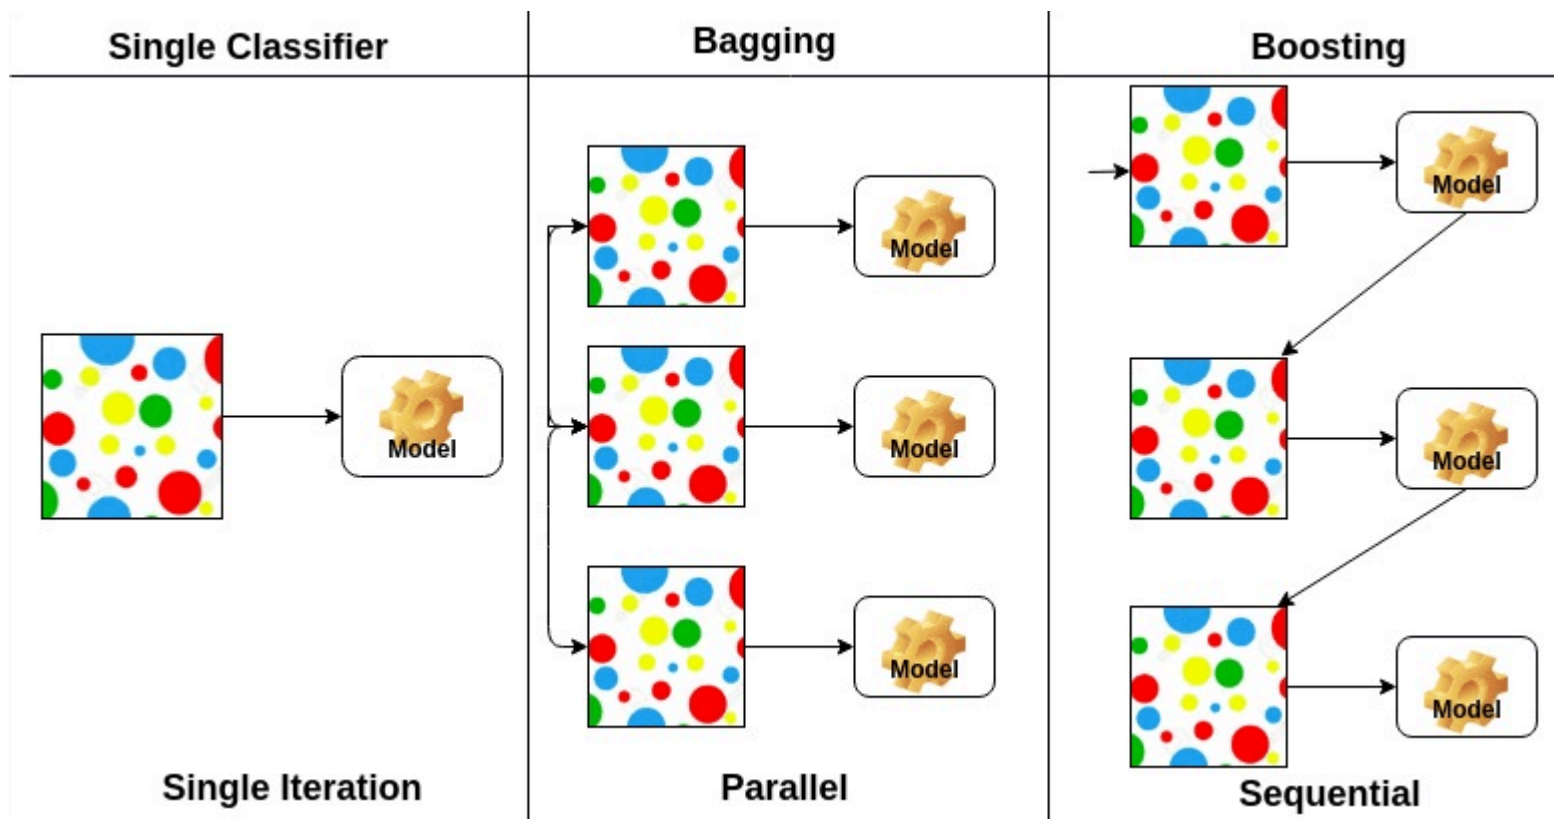 Single Classifier
Bagging
Boosting
Model
Model
Model
Model
Model
Model
Model
Single Iteration
Parallel
Sequential